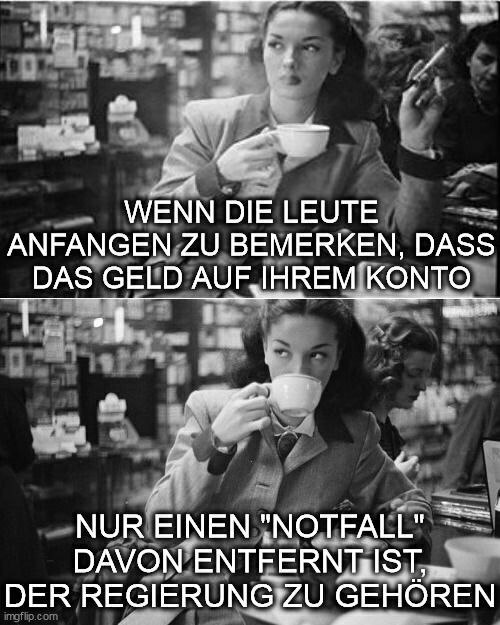 WENN DIE LEUTE
ANFANGEN ZU BEMERKEN, DASS
DAS GELD AUF IHREM KONTO
NUR EINEN "NOTFALL"
DAVON ENTFERNT IST,
DER REGIERUNG ZU GEHÖREN
imgflip.com